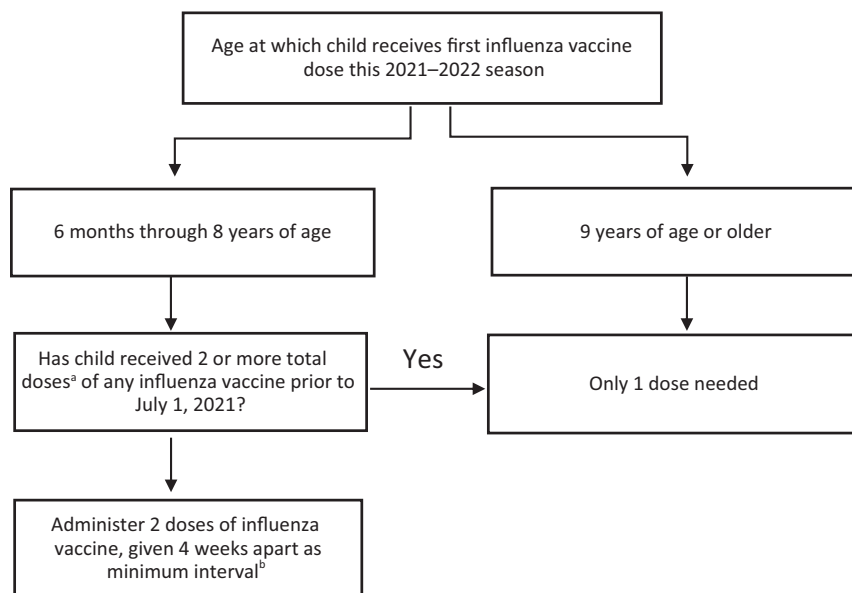 Age at which child receives first influenza vaccine
dose this 2021–2022 season
6 months through 8 years of age
9 years of age or older
Has child received 2 or more total
dosesᵃ of any influenza vaccine prior to
July 1, 2021?
Yes
Only 1 dose needed
Administer 2 doses of influenza
vaccine, given 4 weeks apart as
minimum intervalᵇ